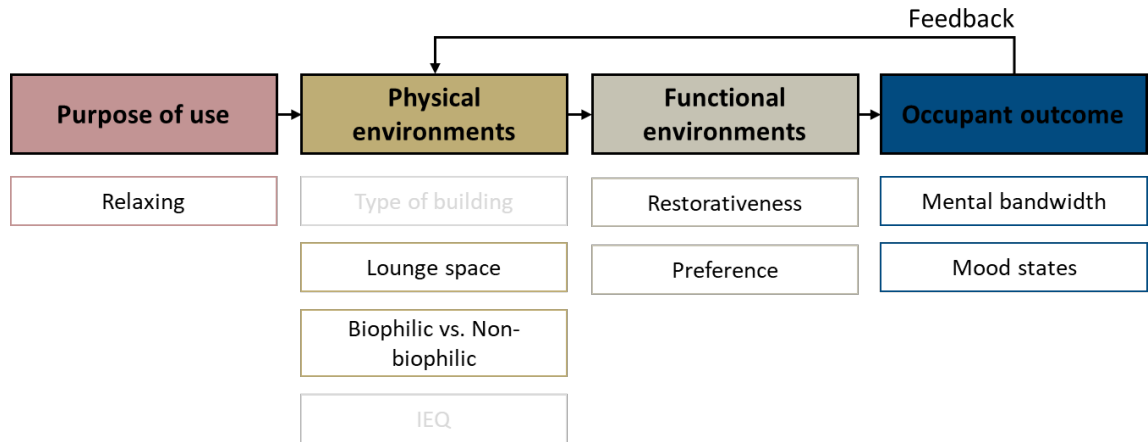 Feedback
Purpose of use
Physical
environments
Functional
environments
Occupant outcome
Relaxing
Type of building
Lounge space
Biophilic vs. Non-
biophilic
IEQ
Restorativeness
Preference
Mental bandwidth
Mood states